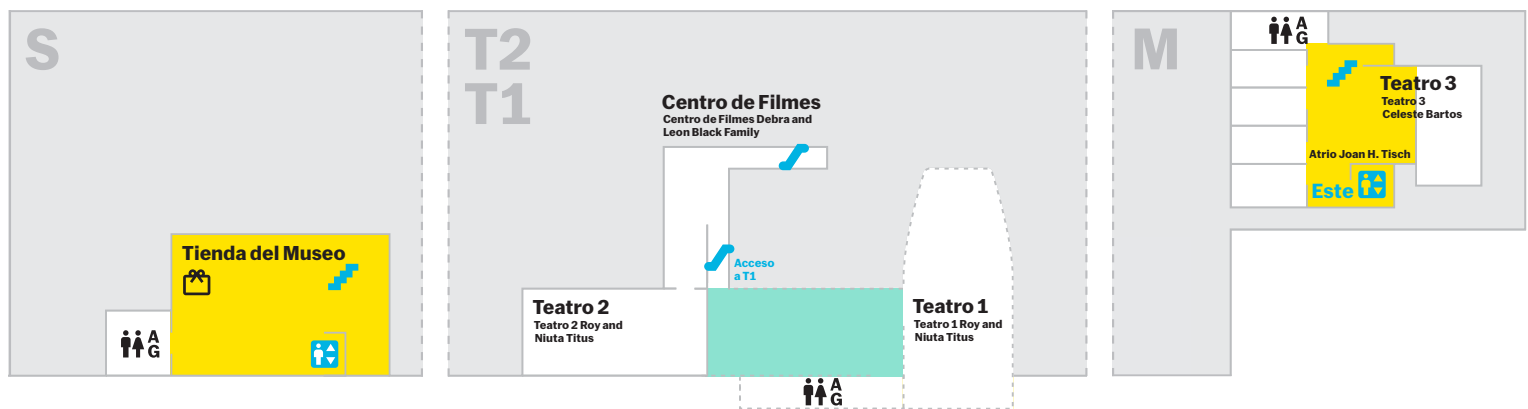 S
A
G
Tienda del Museo
T2
T1
Centro de Filmes
Centro de Filmes Debra and
Leon Black Family
Acceso
a T1
Teatro 2
Teatro 2 Roy and
Niuta Titus
Teatro 1
Teatro 1 Roy and
Niuta Titus
A
G
M
A
G
Teatro 3
Teatro 3
Celeste Bartos
Atrio Joan H. Tisch
Este